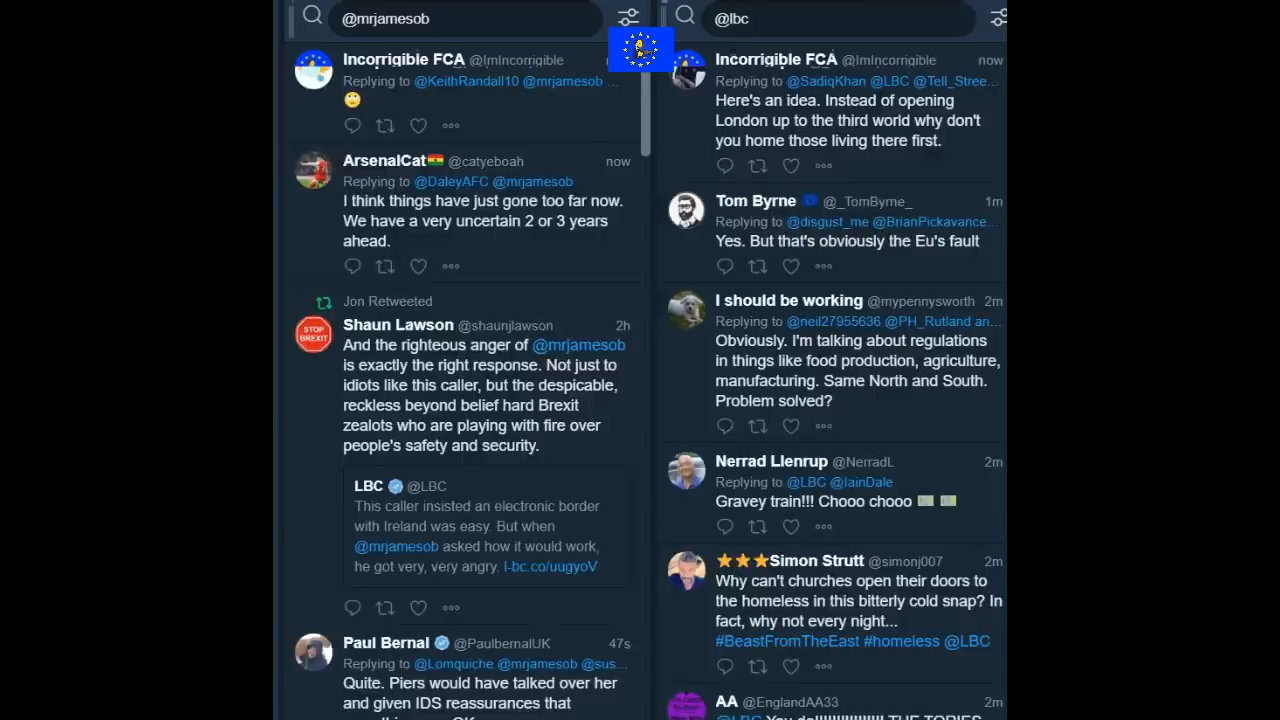 @mrjamesob
Incorrigible FCA @ImIncorrigible
Replying to @KeithRandall10 @mrjamesob ...
ArsenalCat @catyeboah now
Replying to @DaleyAFC @mrjamesob
I think things have just gone too far now.
We have a very uncertain 2 or 3 years
ahead.
Jon Retweeted
STOP
BREXIT
Shaun Lawson @shaunjlawson 2h
And the righteous anger of @mrjamesob
is exactly the right response. Not just to
idiots like this caller, but the despicable,
reckless beyond belief hard Brexit
zealots who are playing with fire over
people's safety and security.
LBC @LBC
This caller insisted an electronic border
with Ireland was easy. But when
@mrjamesob asked how it would work,
he got very, very angry. l-bc.co/uugyoV
Paul Bernal @PaulbernalUK 47s
Replying to @Lomquiche @mrjamesob @sus...
Quite. Piers would have talked over her
and given IDS reassurances that
@lbc
Incorrigible FCA @ImIncorrigible now
Replying to @SadiqKhan @LBC @Tell_Stree...
Here's an idea. Instead of opening
London up to the third world why don't
you home those living there first.
Tom Byrne @_TomByrne_ 1m
Replying to @disgust_me @BrianPickavance...
Yes. But that's obviously the Eu's fault
I should be working @mypennysworth 2m
Replying to @neil27955636 @PH_Rutland an...
Obviously. I'm talking about regulations
in things like food production, agriculture,
manufacturing. Same North and South.
Problem solved?
Nerrad Llenrup @NerradL 2m
Replying to @LBC @IainDale
Gravey train!!! Chooo chooo
Simon Strutt @simonj007 2m
Why can't churches open their doors to
the homeless in this bitterly cold snap? In
fact, why not every night...
#BeastFromTheEast #homeless @LBC
AA @EnglandAA33 2m
@LBC You do!!!!!!!!!!!!!!!!! THE TORIES